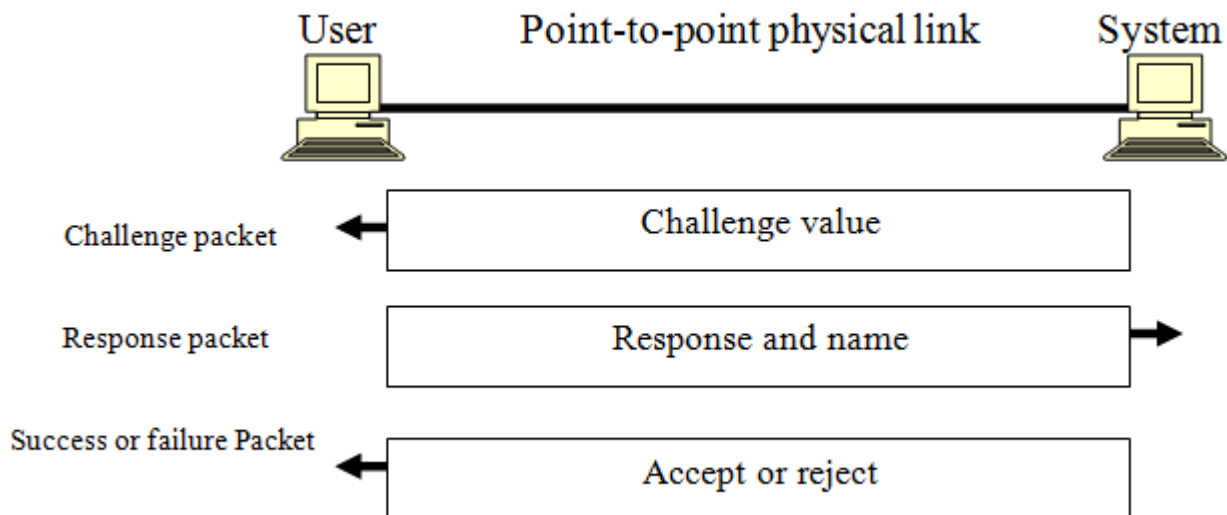 User Point-to-point physical link System
Challenge packet Challenge value
Response packet Response and name
Success or failure Packet Accept or reject